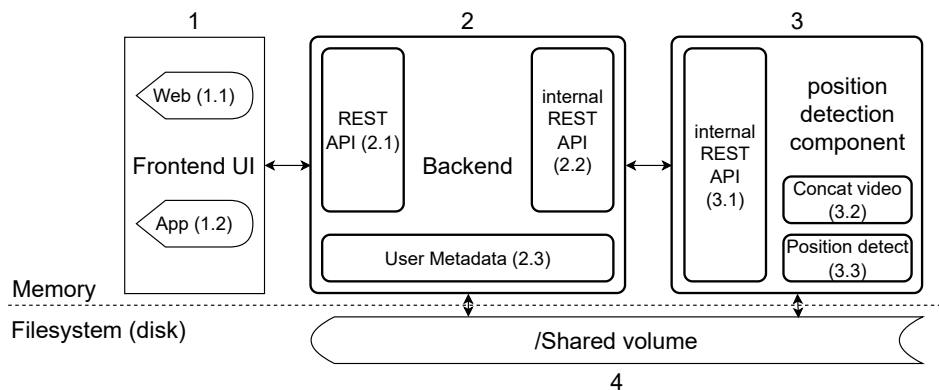 1
2
3
Web (1.1)
Frontend UI
App (1.2)
REST
API (2.1)
Backend
internal
REST
API
(2.2)
User Metadata (2.3)
internal
REST
API
(3.1)
position
detection
component
Concat video
(3.2)
Position detect
(3.3)
Memory
Filesystem (disk)
/Shared volume
4